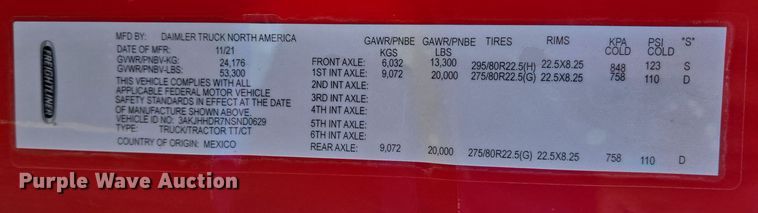 FREIGHTLINER
MFD BY: DAIMLER TRUCK NORTH AMERICA
DATE OF MFR: 11/21
GVWR/PNBV-KG: 24,176
GVWR/PNBV-LBS: 53,300
THIS VEHICLE COMPLIES WITH ALL
APPLICABLE FEDERAL MOTOR VEHICLE
SAFETY STANDARDS IN EFFECT AT THE DATE
OF MANUFACTURE SHOWN ABOVE.
VEHICLE ID: 3AKJHHDR7NSND0629
TYPE: TRUCK/TRACTOR TT/CT
COUNTRY OF ORIGIN: MEXICO
GAWR/PNBE GAWR/PNBE TIRES RIMS KPA PSI "S"
KGS LBS COLD COLD
FRONT AXLE: 6,032 13,300 295/80R22.5(H) 22.5X8.25 848 123 S
1ST INT AXLE: 9,072 20,000 275/80R22.5(G) 22.5X8.25 758 110 D
2ND INT AXLE:
3RD INT AXLE:
4TH INT AXLE:
5TH INT AXLE:
6TH INT AXLE:
REAR AXLE: 9,072 20,000 275/80R22.5(G) 22.5X8.25 758 110 D
Purple Wave Auction